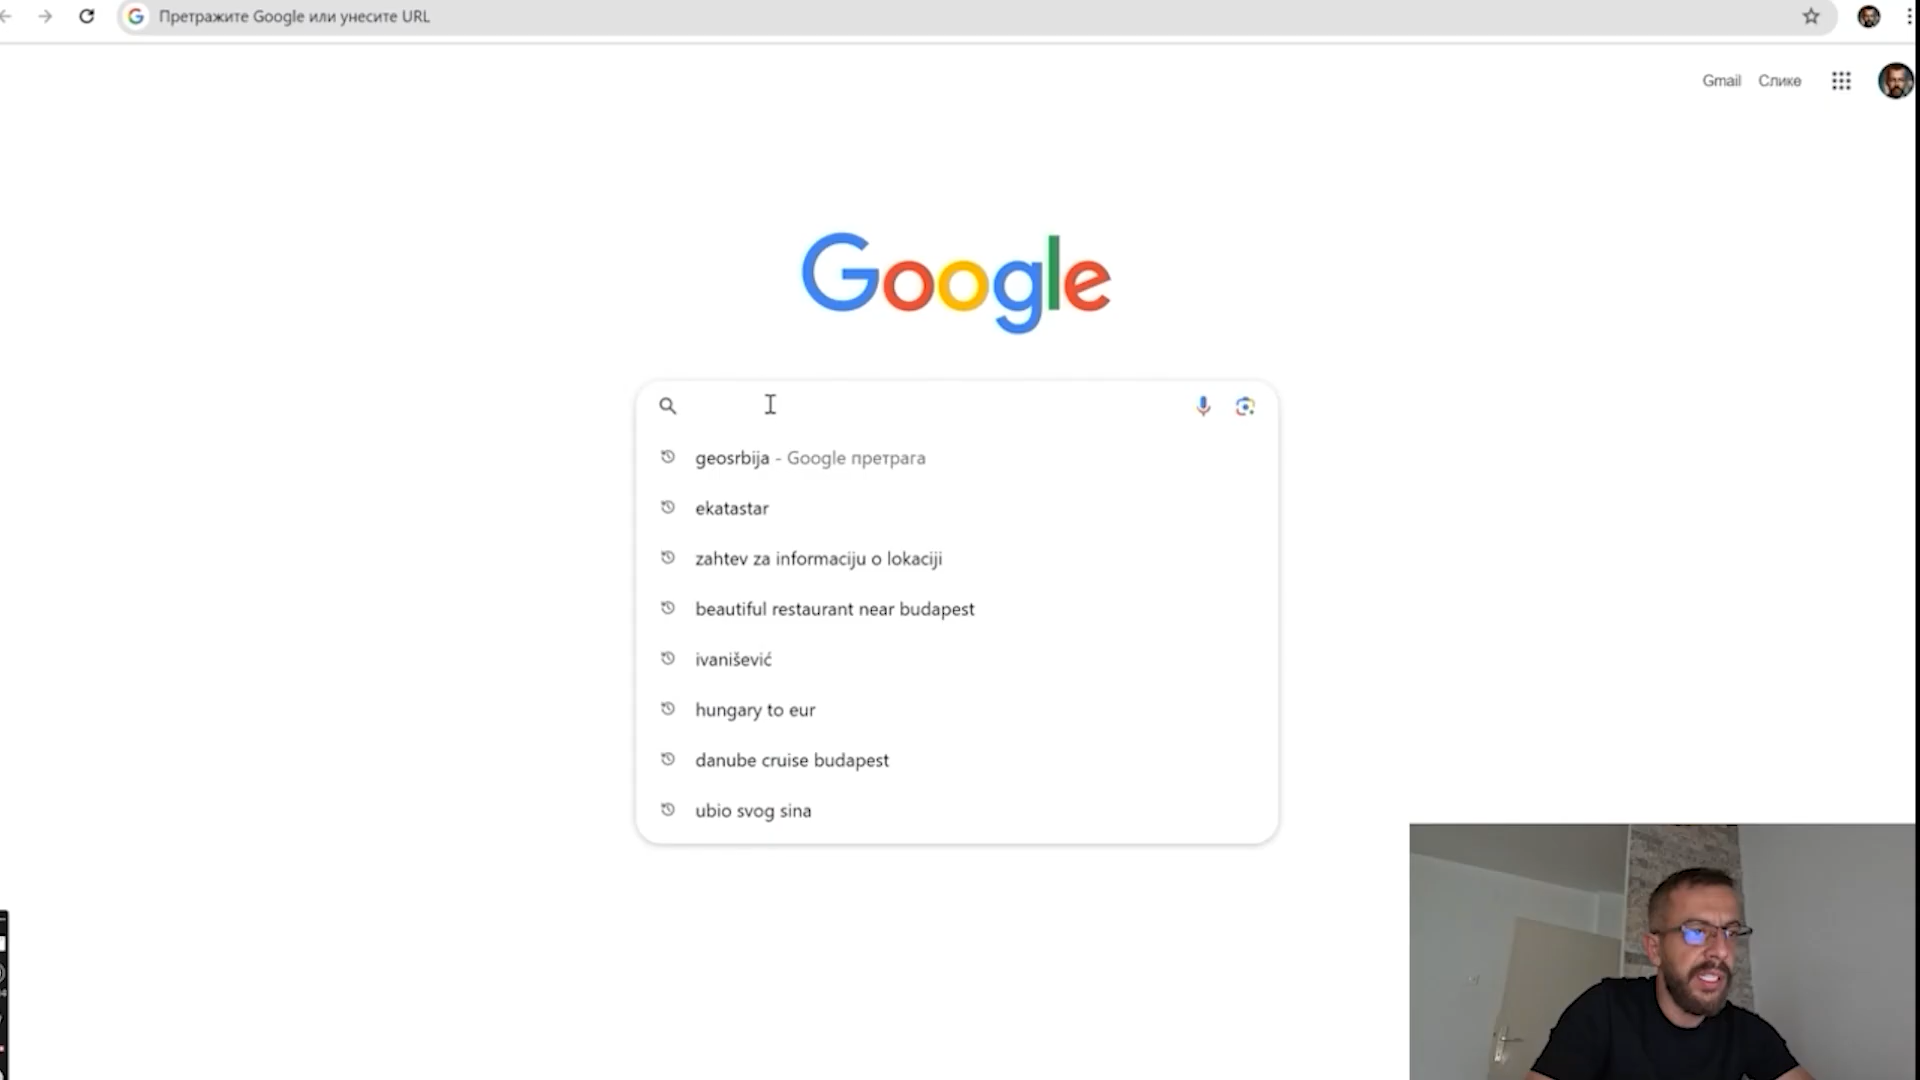 Претражите Google или унесите URL
Gmail Слике
Google
geosrbija - Google претрага
ekatastar
zahtev za informaciju o lokaciji
beautiful restaurant near budapest
ivanišević
hungary to eur
danube cruise budapest
ubio svog sina